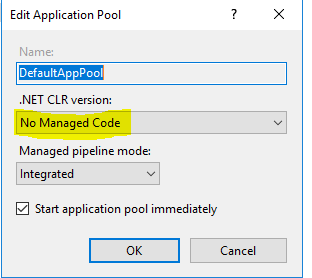 Edit Application Pool
Name:
DefaultAppPool
.NET CLR version:
No Managed Code
Managed pipeline mode:
Integrated
Start application pool immediately
OK Cancel